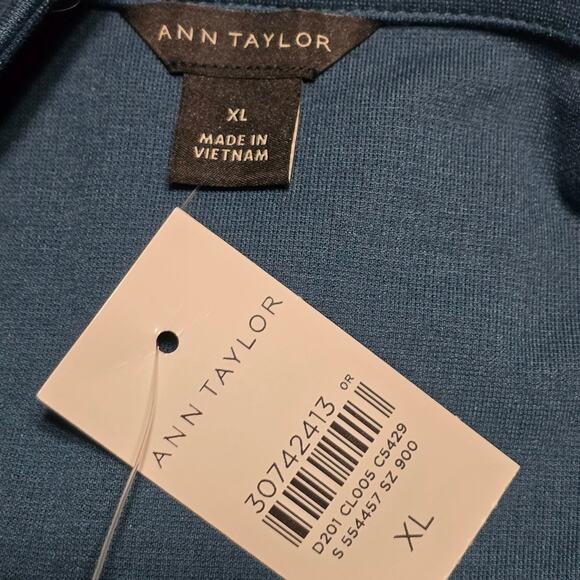 ANN TAYLOR
XL
MADE IN
VIETNAM
ANN TAYLOR
30742413 OR
D201 CL005 C5429
S 554457 SZ 900
XL